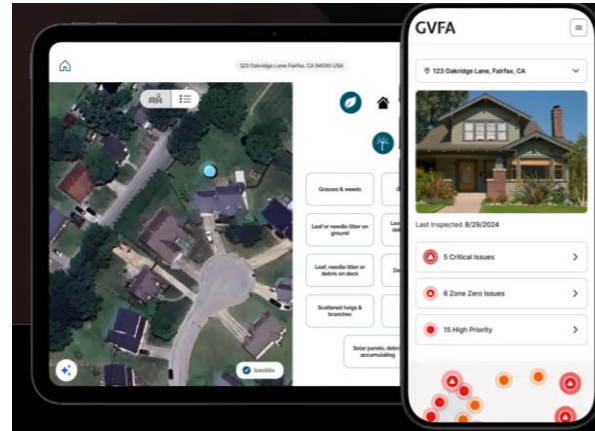 123 Oakridge Lane Fairfax, CA 94930 USA
Grasses & weeds
Leaf or needle litter on
ground
Leaf, needle litter or
debris on deck
Scattered twigs &
branches
Solar panels, debris
accumulating
Satellite
GVFA
123 Oakridge Lane, Fairfax, CA
Last Inspected 8/29/2024
5 Critical Issues
6 Zone Zero Issues
15 High Priority